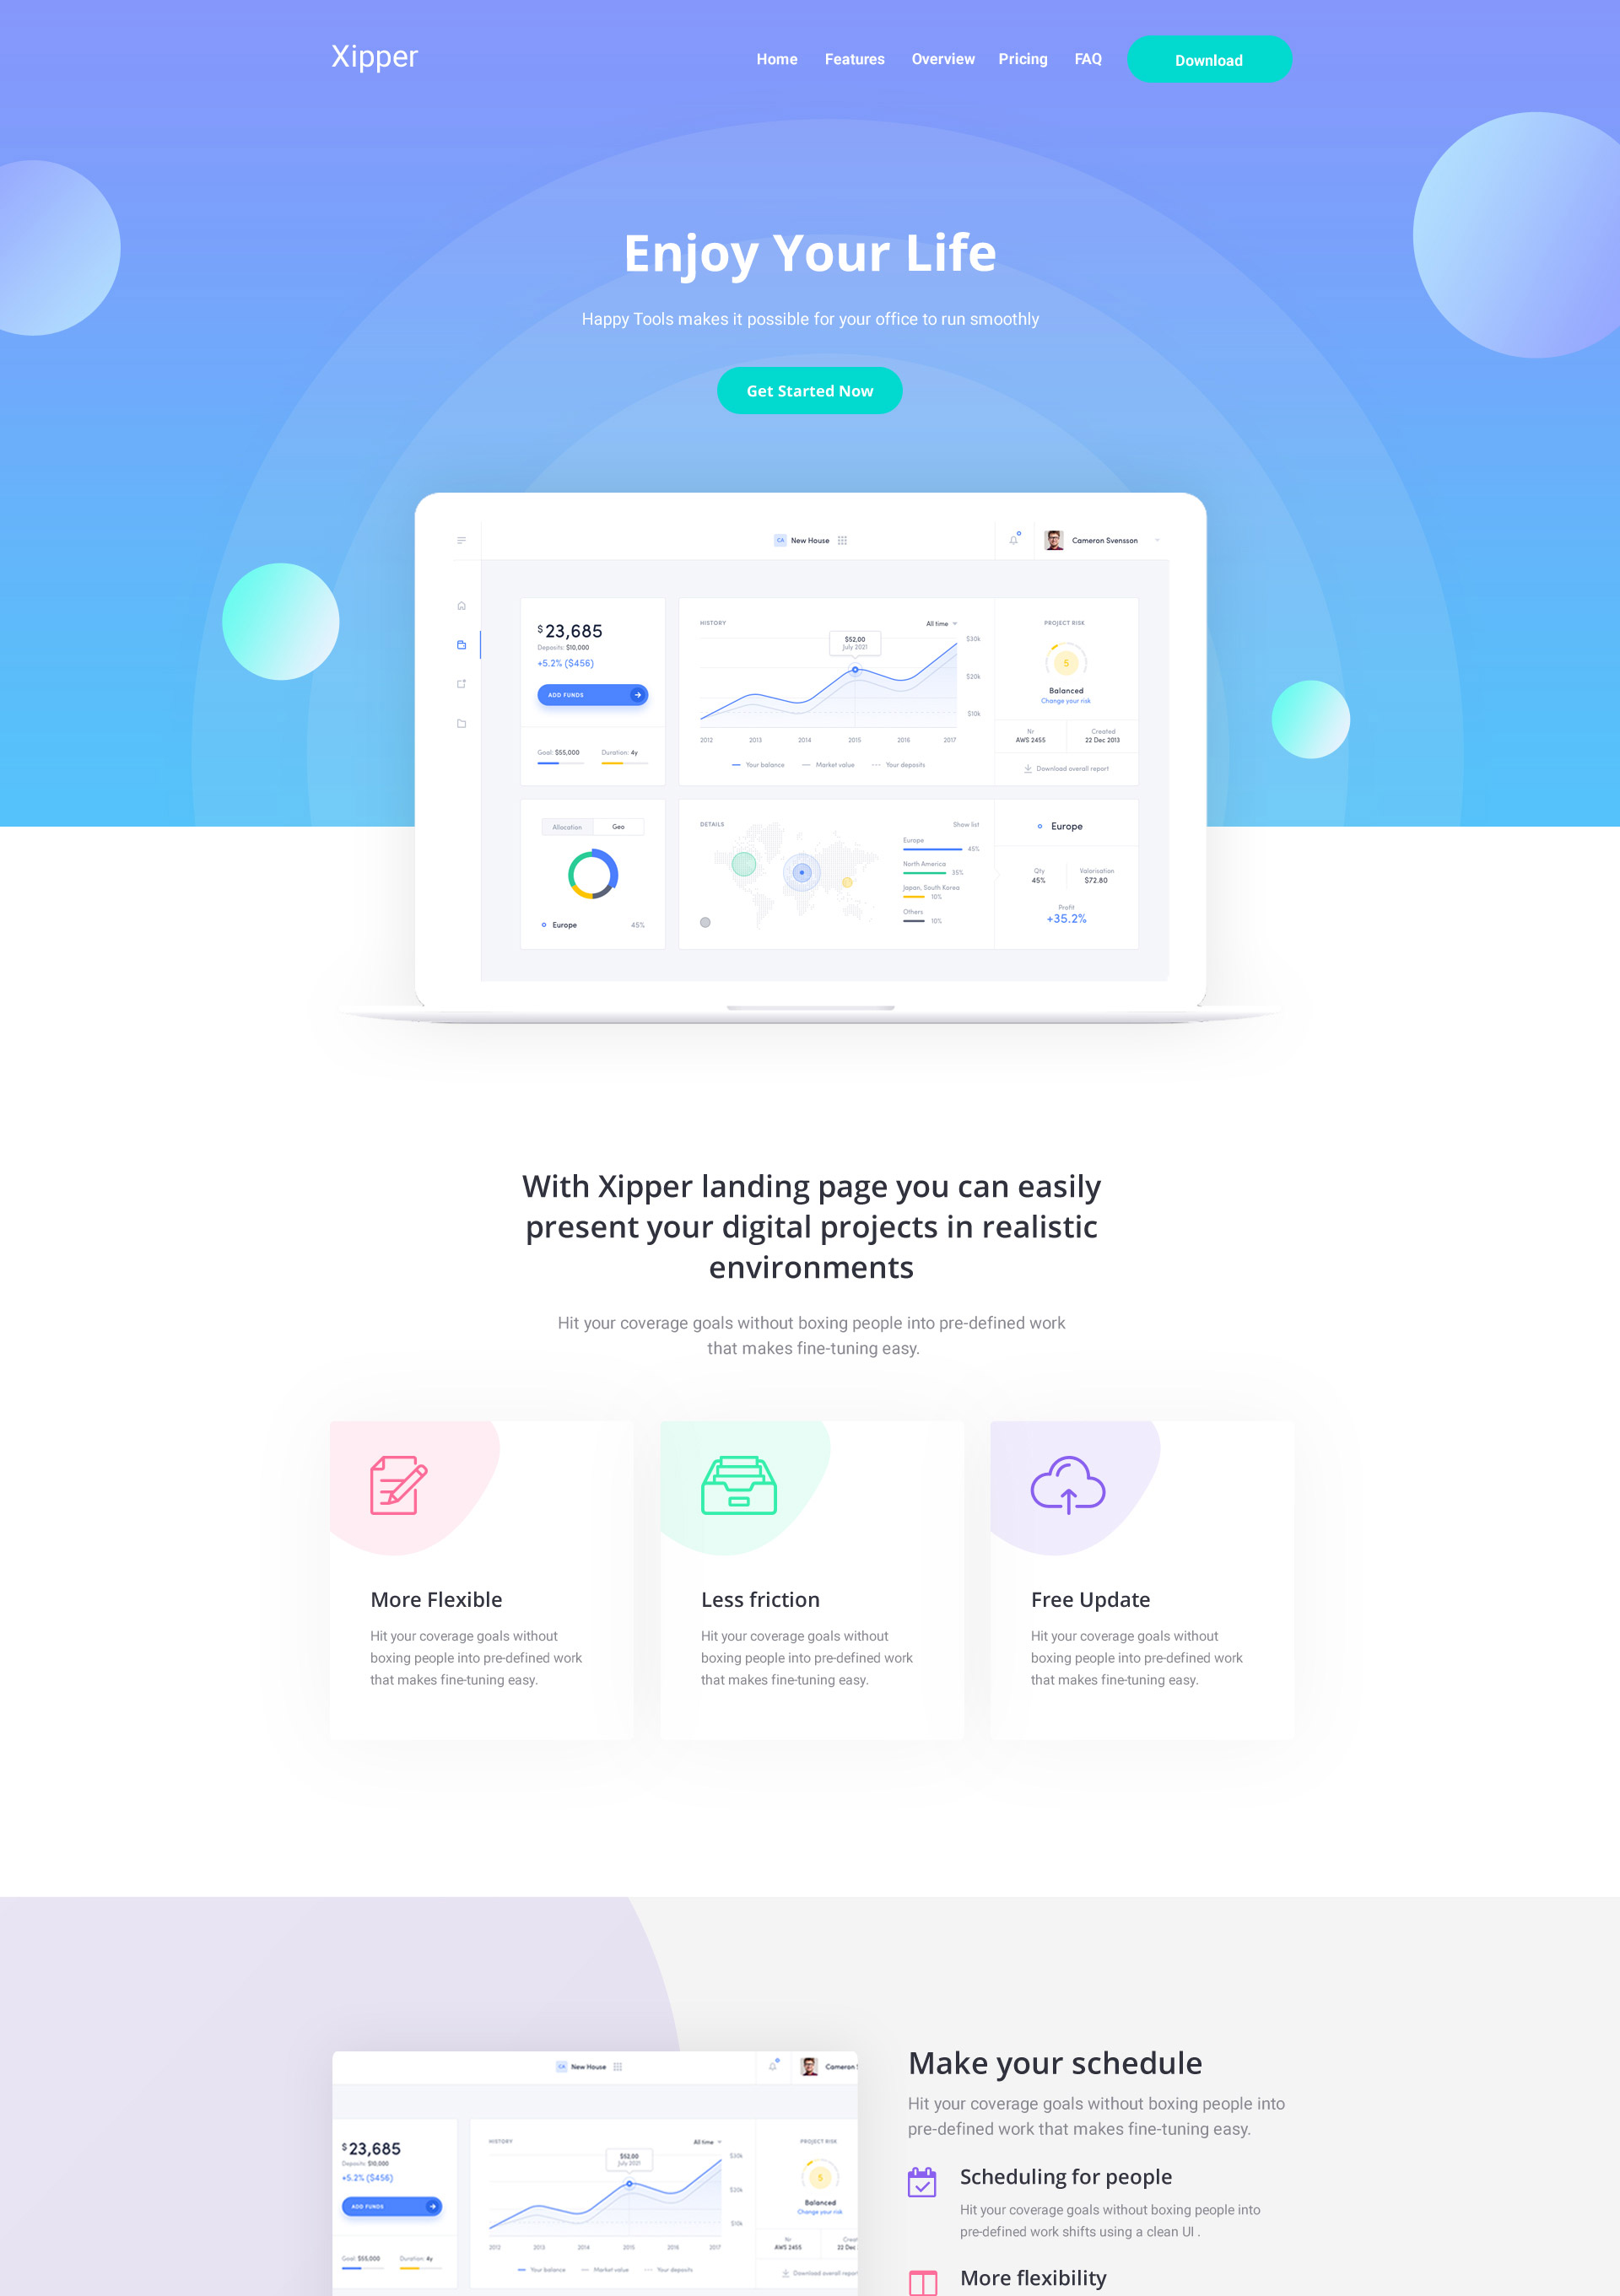 Xipper
Home Features Overview Pricing FAQ Download
Enjoy Your Life
Happy Tools makes it possible for your office to run smoothly
Get Started Now
CA New House
Cameron Svensson
$ 23,685
Deposits: $10,000
+5.2% ($456)
ADD FUNDS
Goal: $55,000 Duration: 4y
HISTORY
All time
$52,00
July 2021
$30k
$20k
$10k
2012 2013 2014 2015 2016 2017
Your balance Market value Your deposits
PROJECT RISK
5
Balanced
Change your risk
Nr
AWS 2455
Created
22 Dec 2013
Download overall report
Allocation Geo
Europe 45%
DETAILS
Show list
Europe
45%
North America
35%
Japan, South Korea
10%
Others
10%
Europe
Qty
45%
Valorisation
$72.80
Profit
+35.2%
With Xipper landing page you can easily
present your digital projects in realistic
environments
Hit your coverage goals without boxing people into pre-defined work
that makes fine-tuning easy.
More Flexible
Hit your coverage goals without
boxing people into pre-defined work
that makes fine-tuning easy.
Less friction
Hit your coverage goals without
boxing people into pre-defined work
that makes fine-tuning easy.
Free Update
Hit your coverage goals without
boxing people into pre-defined work
that makes fine-tuning easy.
CA New House
Cameron S
$ 23,685
Deposits: $10,000
+5.2% ($456)
ADD FUNDS
Goal: $55,000 Duration: 4y
HISTORY
All time
$52,00
July 2021
$30k
$20k
$10k
2012 2013 2014 2015 2016 2017
Your balance Market value Your deposits
PROJECT RISK
5
Balanced
Change your risk
Nr
AWS 2455
Creat
22 Dec
Download overall repor
Make your schedule
Hit your coverage goals without boxing people into
pre-defined work that makes fine-tuning easy.
Scheduling for people
Hit your coverage goals without boxing people into
pre-defined work shifts using a clean UI .
More flexibility